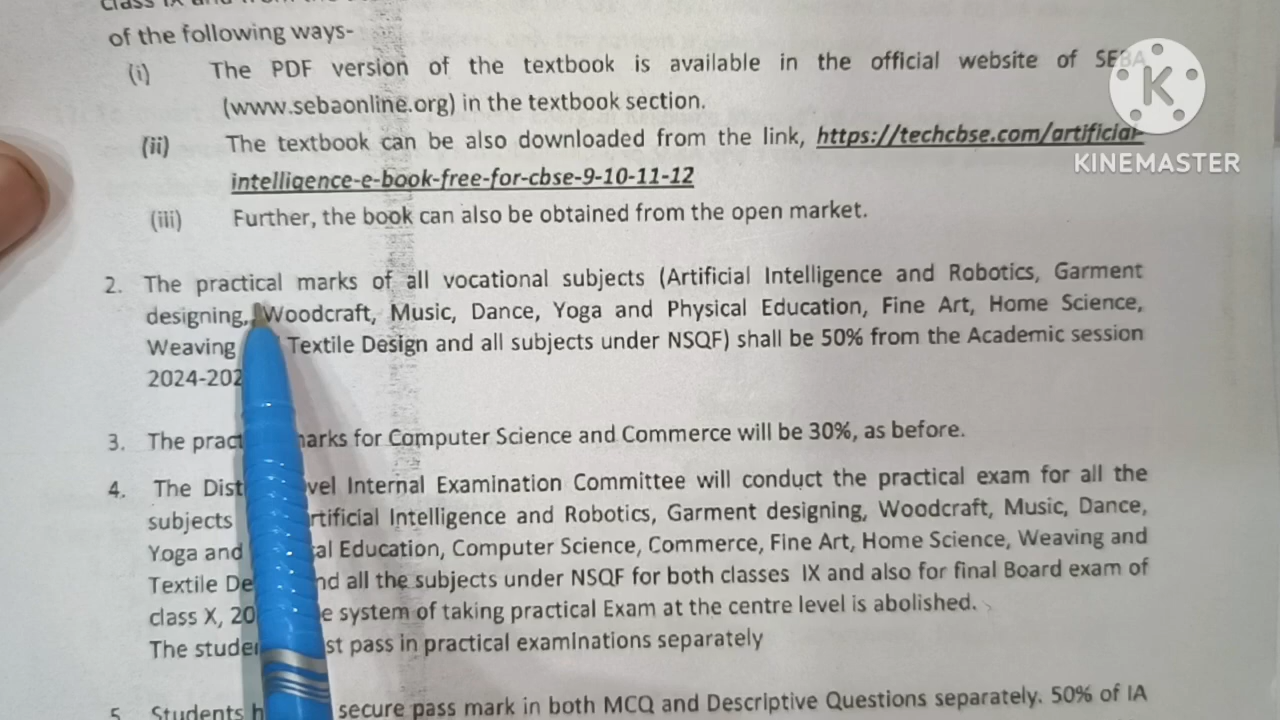 class IX and from the
of the following ways-
(i) The PDF version of the textbook is available in the official website of SEBA
(www.sebaonline.org) in the textbook section.
(ii) The textbook can be also downloaded from the link, https://techcbse.com/artificial-
intelligence-e-book-free-for-cbse-9-10-11-12
(iii) Further, the book can also be obtained from the open market.
2. The practical marks of all vocational subjects (Artificial Intelligence and Robotics, Garment
designing, Woodcraft, Music, Dance, Yoga and Physical Education, Fine Art, Home Science,
Weaving Textile Design and all subjects under NSQF) shall be 50% from the Academic session
2024-202
3. The pract marks for Computer Science and Commerce will be 30%, as before.
4. The Dist vel Internal Examination Committee will conduct the practical exam for all the
subjects rtificial Intelligence and Robotics, Garment designing, Woodcraft, Music, Dance,
Yoga and al Education, Computer Science, Commerce, Fine Art, Home Science, Weaving and
Textile De nd all the subjects under NSQF for both classes IX and also for final Board exam of
class X, 20 e system of taking practical Exam at the centre level is abolished.
The studen st pass in practical examinations separately
5 Students h secure pass mark in both MCQ and Descriptive Questions separately. 50% of IA
K
KINEMASTER